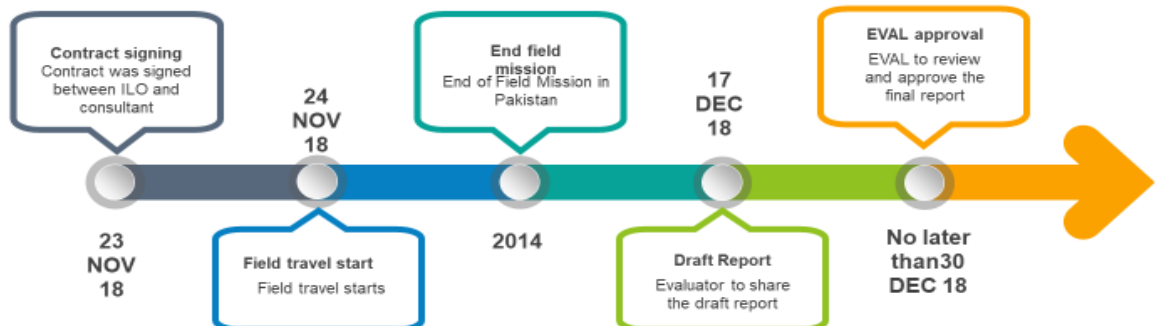 Contract signing
Contract was signed
between ILO and
consultant
23
NOV
18
24
NOV
18
Field travel start
Field travel starts
End field
mission
End of Field Mission in
Pakistan
2014
17
DEC
18
Draft Report
Evaluator to share
the draft report
EVAL approval
EVAL to review
and approve the
final report
No later
than30
DEC 18